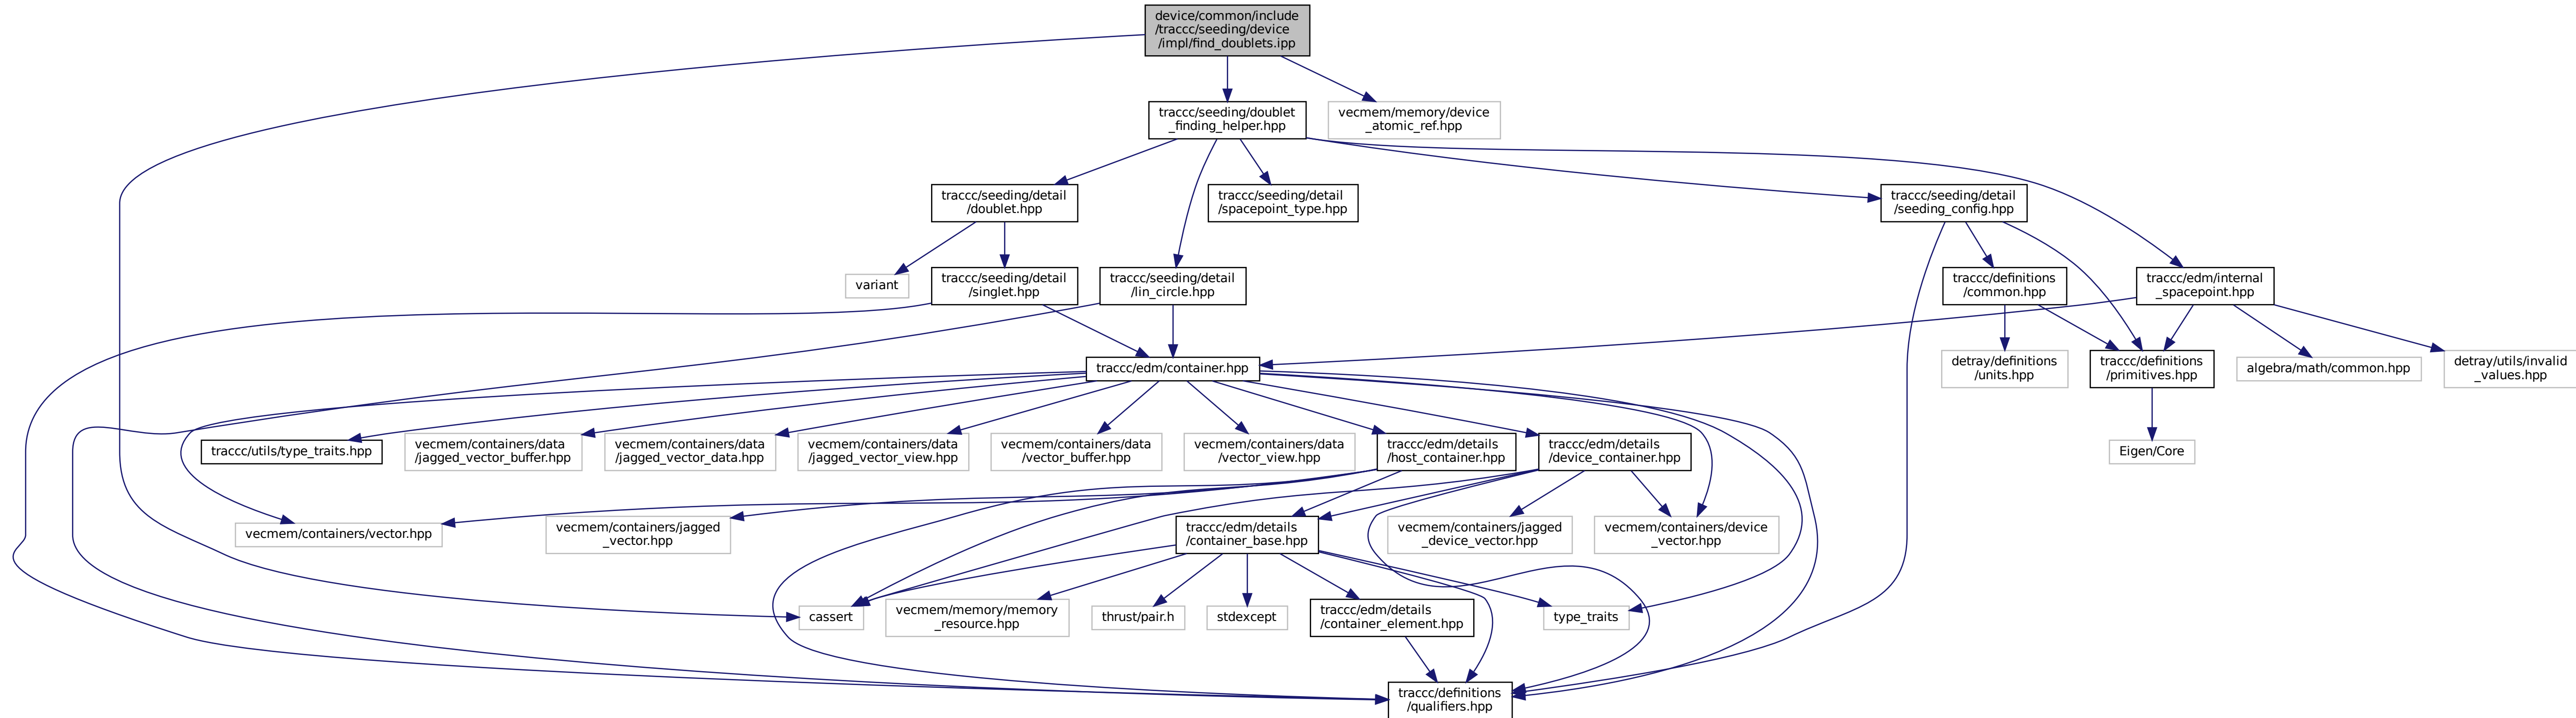 device/common/include
/traccc/seeding/device
/impl/find_doublets.ipp
traccc/seeding/doublet
_finding_helper.hpp
vecmem/memory/device
_atomic_ref.hpp
traccc/seeding/detail
/doublet.hpp
traccc/seeding/detail
/spacepoint_type.hpp
traccc/seeding/detail
/seeding_config.hpp
variant
traccc/seeding/detail
/singlet.hpp
traccc/seeding/detail
/lin_circle.hpp
traccc/definitions
/common.hpp
traccc/edm/internal
_spacepoint.hpp
traccc/edm/container.hpp
detray/definitions
/units.hpp
traccc/definitions
/primitives.hpp
algebra/math/common.hpp
detray/utils/invalid
_values.hpp
traccc/utils/type_traits.hpp
vecmem/containers/data
/jagged_vector_buffer.hpp
vecmem/containers/data
/jagged_vector_data.hpp
vecmem/containers/data
/jagged_vector_view.hpp
vecmem/containers/data
/vector_buffer.hpp
vecmem/containers/data
/vector_view.hpp
traccc/edm/details
/host_container.hpp
traccc/edm/details
/device_container.hpp
Eigen/Core
vecmem/containers/vector.hpp
vecmem/containers/jagged
_vector.hpp
traccc/edm/details
/container_base.hpp
vecmem/containers/jagged
_device_vector.hpp
vecmem/containers/device
_vector.hpp
cassert
vecmem/memory/memory
_resource.hpp
thrust/pair.h
stdexcept
traccc/edm/details
/container_element.hpp
type_traits
traccc/definitions
/qualifiers.hpp